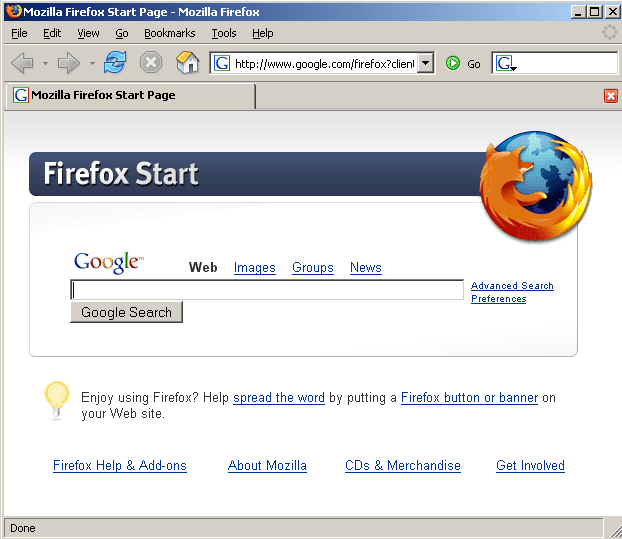 Mozilla Firefox Start Page - Mozilla Firefox
File Edit View Go Bookmarks Tools Help
G http://www.google.com/firefox?client Go G
G Mozilla Firefox Start Page
Firefox Start
Google™ Web Images Groups News
Advanced Search
Google Search Preferences
Enjoy using Firefox? Help spread the word by putting a Firefox button or banner on
your Web site.
Firefox Help & Add-ons About Mozilla CDs & Merchandise Get Involved
Done